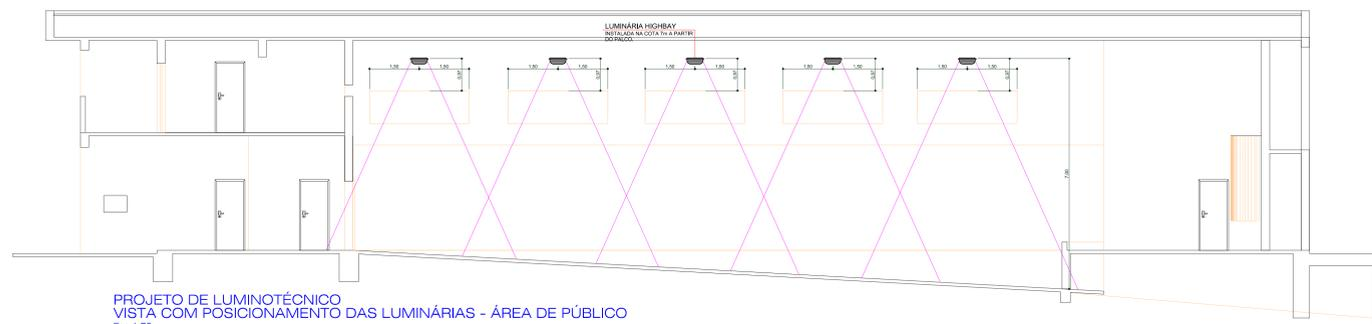 LUMINÁRIA HIGHBAY
INSTALADA NA COTA 7m A PARTIR
DO PALCO.
1,50 1,50 0,97
1,50 1,50 0,97
1,50 1,50 0,97
1,50 1,50 0,97
1,50 1,50 0,97
7,00
PROJETO DE LUMINOTÉCNICO
VISTA COM POSICIONAMENTO DAS LUMINÁRIAS - ÁREA DE PÚBLICO